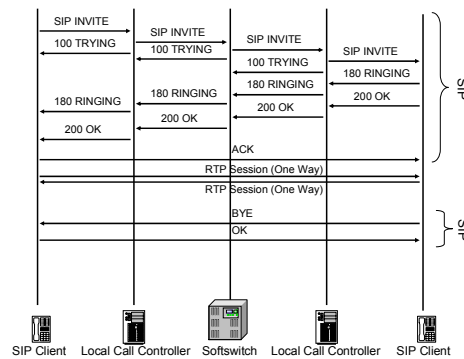 SIP INVITE
SIP INVITE
100 TRYING
100 TRYING
SIP INVITE
SIP INVITE
100 TRYING
180 RINGING
180 RINGING
180 RINGING
180 RINGING
200 OK
200 OK
200 OK
200 OK
ACK
RTP Session (One Way)
RTP Session (One Way)
BYE
OK
SIP
SIP
SIP Client
Local Call Controller
Softswitch
Local Call Controller
SIP Client